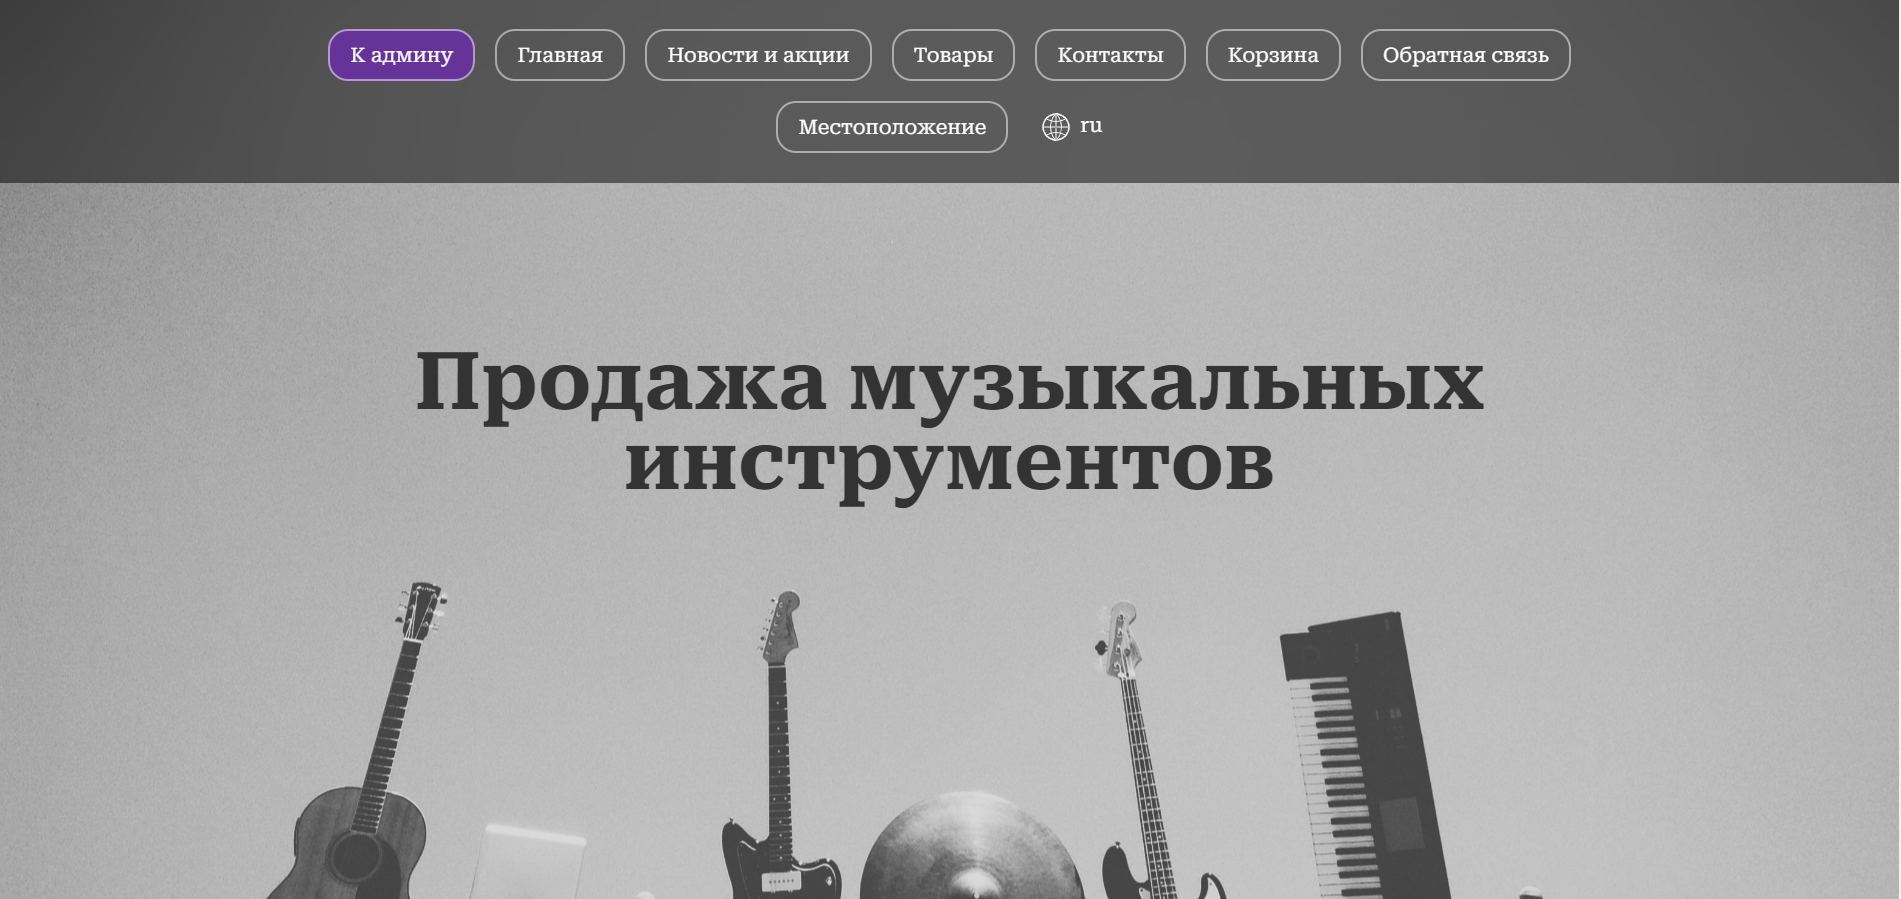 К админу Главная Новости и акции Товары Контакты Корзина Обратная связь
Местоположение ru
Продажа музыкальных
инструментов